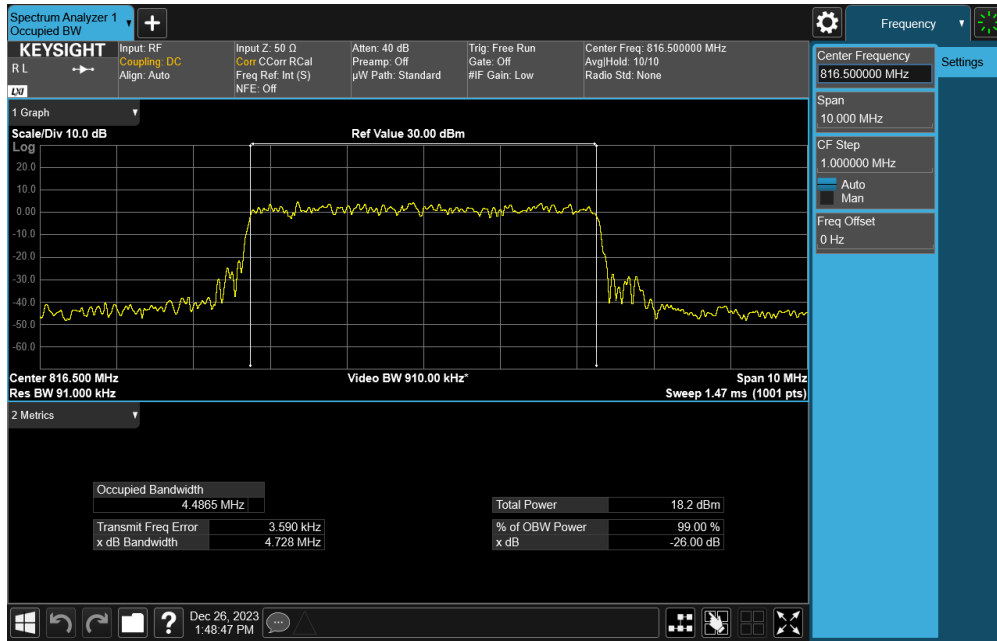 Spectrum Analyzer 1
Occupied BW
Frequency
KEYSIGHT
R L
LXI
Input: RF
Coupling: DC
Align: Auto
Input Z: 50 Ω
Corr CCorr RCal
Freq Ref: Int (S)
NFE: Off
Atten: 40 dB
Preamp: Off
µW Path: Standard
Trig: Free Run
Gate: Off
#IF Gain: Low
Center Freq: 816.500000 MHz
Avg|Hold: 10/10
Radio Std: None
Center Frequency
816.500000 MHz
Settings
Span
10.000 MHz
CF Step
1.000000 MHz
Auto
Man
Freq Offset
0 Hz
1 Graph
Scale/Div 10.0 dB
Ref Value 30.00 dBm
Log
20.0
10.0
0.00
-10.0
-20.0
-30.0
-40.0
-50.0
-60.0
Center 816.500 MHz
Video BW 910.00 kHz*
Span 10 MHz
Res BW 91.000 kHz
Sweep 1.47 ms (1001 pts)
2 Metrics
Occupied Bandwidth
4.4865 MHz
Total Power 18.2 dBm
Transmit Freq Error 3.590 kHz
% of OBW Power 99.00 %
x dB Bandwidth 4.728 MHz
x dB -26.00 dB
Dec 26, 2023
1:48:47 PM